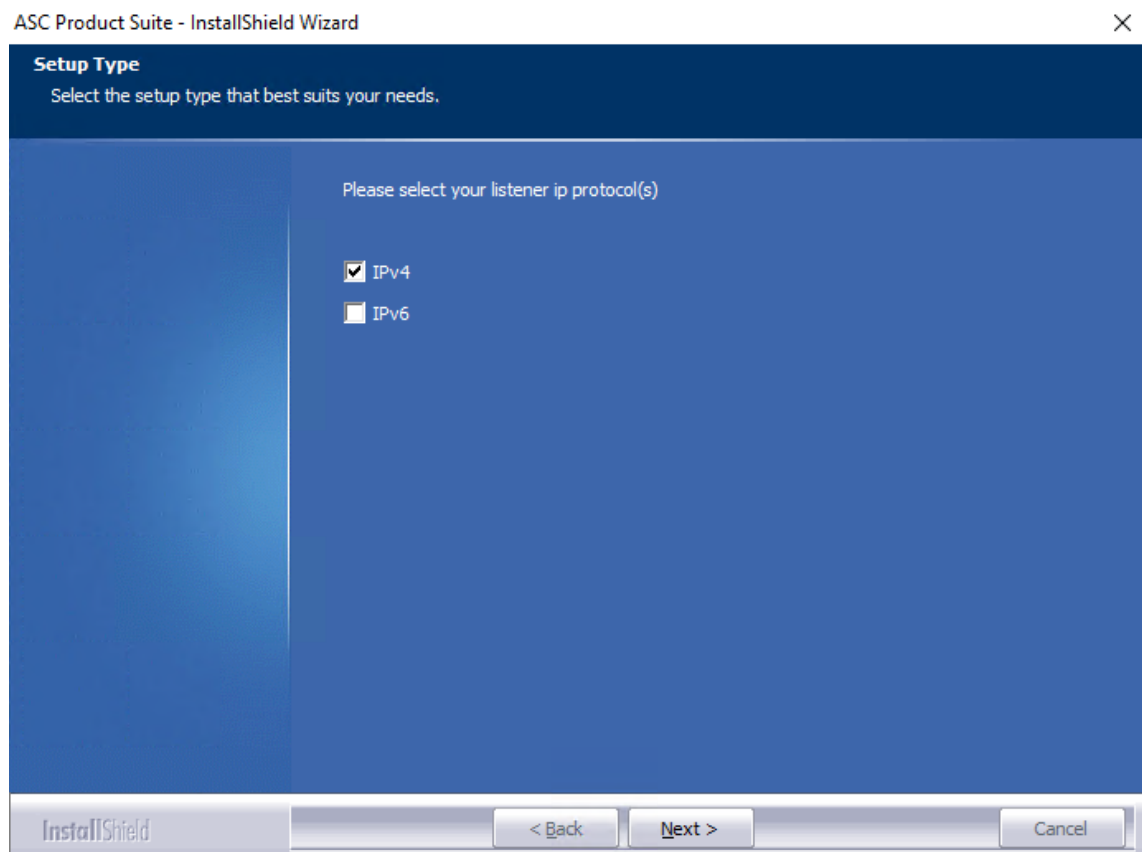 ASC Product Suite - InstallShield Wizard
Setup Type
Select the setup type that best suits your needs.
Please select your listener ip protocol(s)
IPv4
IPv6
InstallShield
< Back
Next >
Cancel